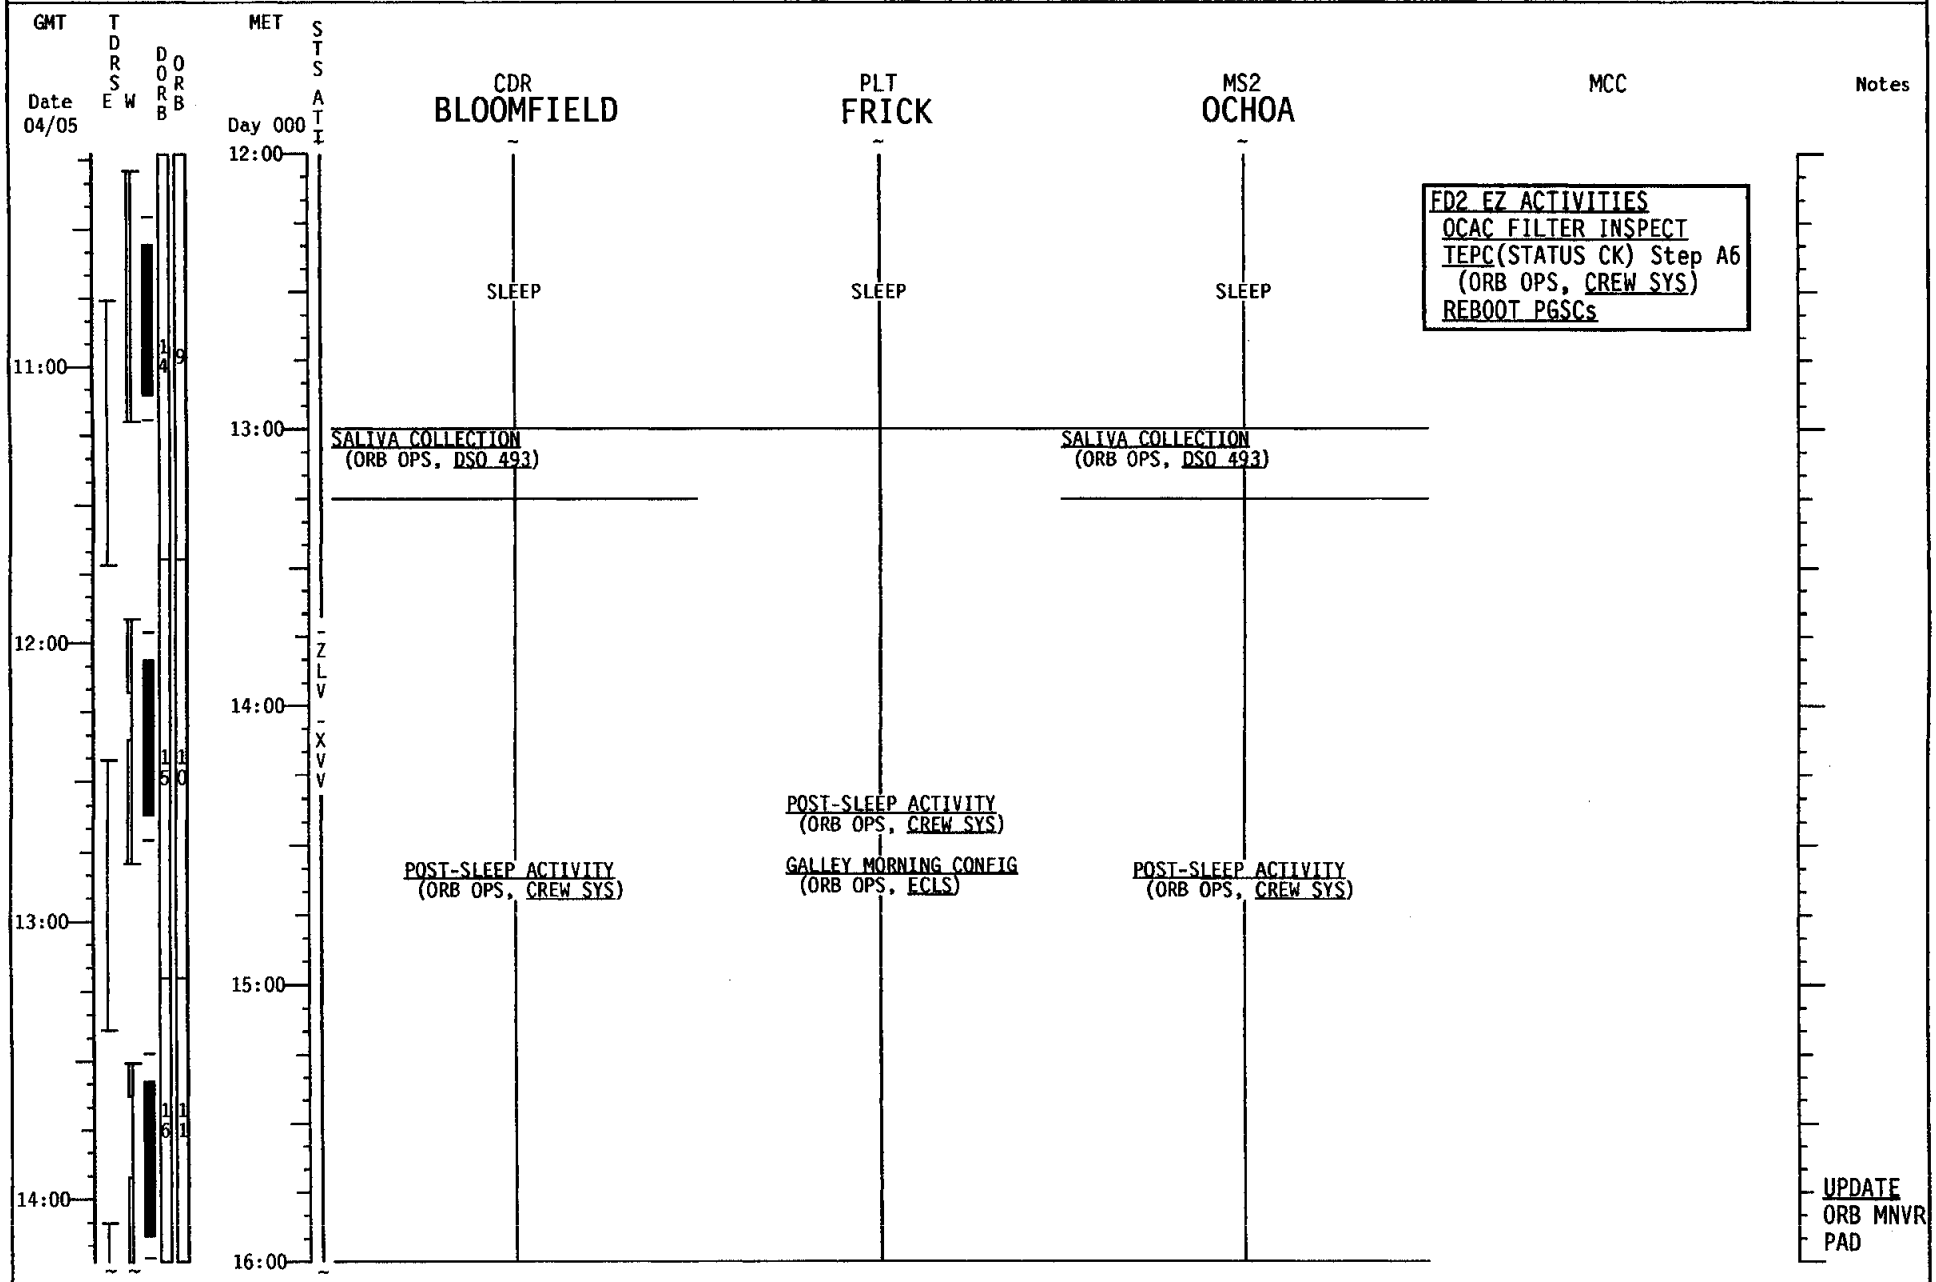 GMT
TDRS
E W
DORB
ORB
MET
STS ATT
CDR
BLOOMFIELD
PLT
FRICK
MS2
OCHOA
MCC
Notes
Date
04/05
Day 000
~ ~ ~ ~
12:00
FD2 EZ ACTIVITIES
OCAC FILTER INSPECT
TEPC(STATUS CK) Step A6
(ORB OPS, CREW SYS)
REBOOT PGSCs
SLEEP SLEEP SLEEP
14 9
11:00
13:00
SALIVA COLLECTION
(ORB OPS, DSO 493)
SALIVA COLLECTION
(ORB OPS, DSO 493)
12:00
-ZLV -XVV
14:00
15 10
POST-SLEEP ACTIVITY
(ORB OPS, CREW SYS)
GALLEY MORNING CONFIG
(ORB OPS, ECLS)
POST-SLEEP ACTIVITY
(ORB OPS, CREW SYS)
POST-SLEEP ACTIVITY
(ORB OPS, CREW SYS)
13:00
15:00
16 11
14:00
UPDATE
ORB MNVR
PAD
16:00
~ ~ ~